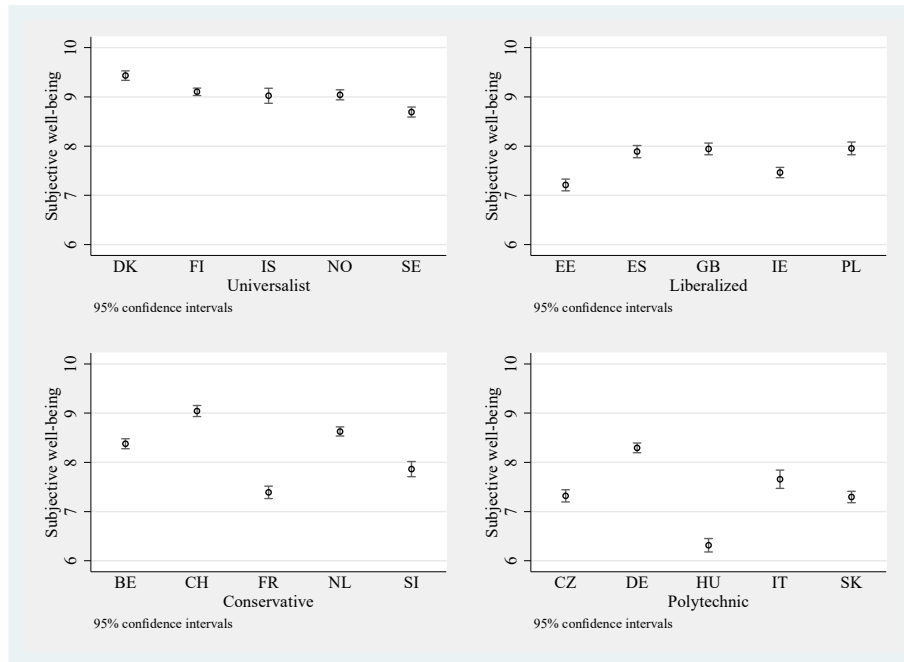 Subjective well-being
10
9
8
7
6
DK FI IS NO SE
Universalist
95% confidence intervals
Subjective well-being
10
9
8
7
6
EE ES GB IE PL
Liberalized
95% confidence intervals
Subjective well-being
10
9
8
7
6
BE CH FR NL SI
Conservative
95% confidence intervals
Subjective well-being
10
9
8
7
6
CZ DE HU IT SK
Polytechnic
95% confidence intervals